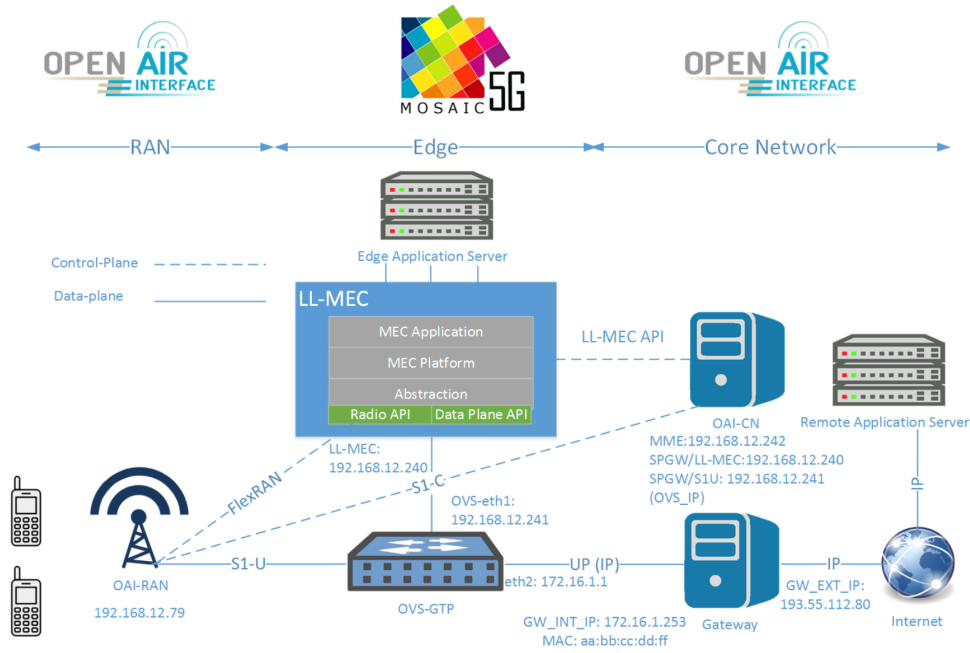 OPEN AIR INTERFACE
MOSAIC 5G
OPEN AIR INTERFACE
RAN
Edge
Core Network
Edge Application Server
Control-Plane
Data-plane
LL-MEC
MEC Application
MEC Platform
Abstraction
Radio API
Data Plane API
LL-MEC API
OAI-CN
MME:192.168.12.242
SPGW/LL-MEC:192.168.12.240
SPGW/S1U: 192.168.12.241
(OVS_IP)
Remote Application Server
LL-MEC:
192.168.12.240
FlexRAN
S1-C
OVS-eth1:
192.168.12.241
IP
S1-U
UP (IP)
IP
eth2: 172.16.1.1
OAI-RAN
192.168.12.79
OVS-GTP
GW_INT_IP: 172.16.1.253
MAC: aa:bb:cc:dd:ff
Gateway
GW_EXT_IP:
193.55.112.80
Internet